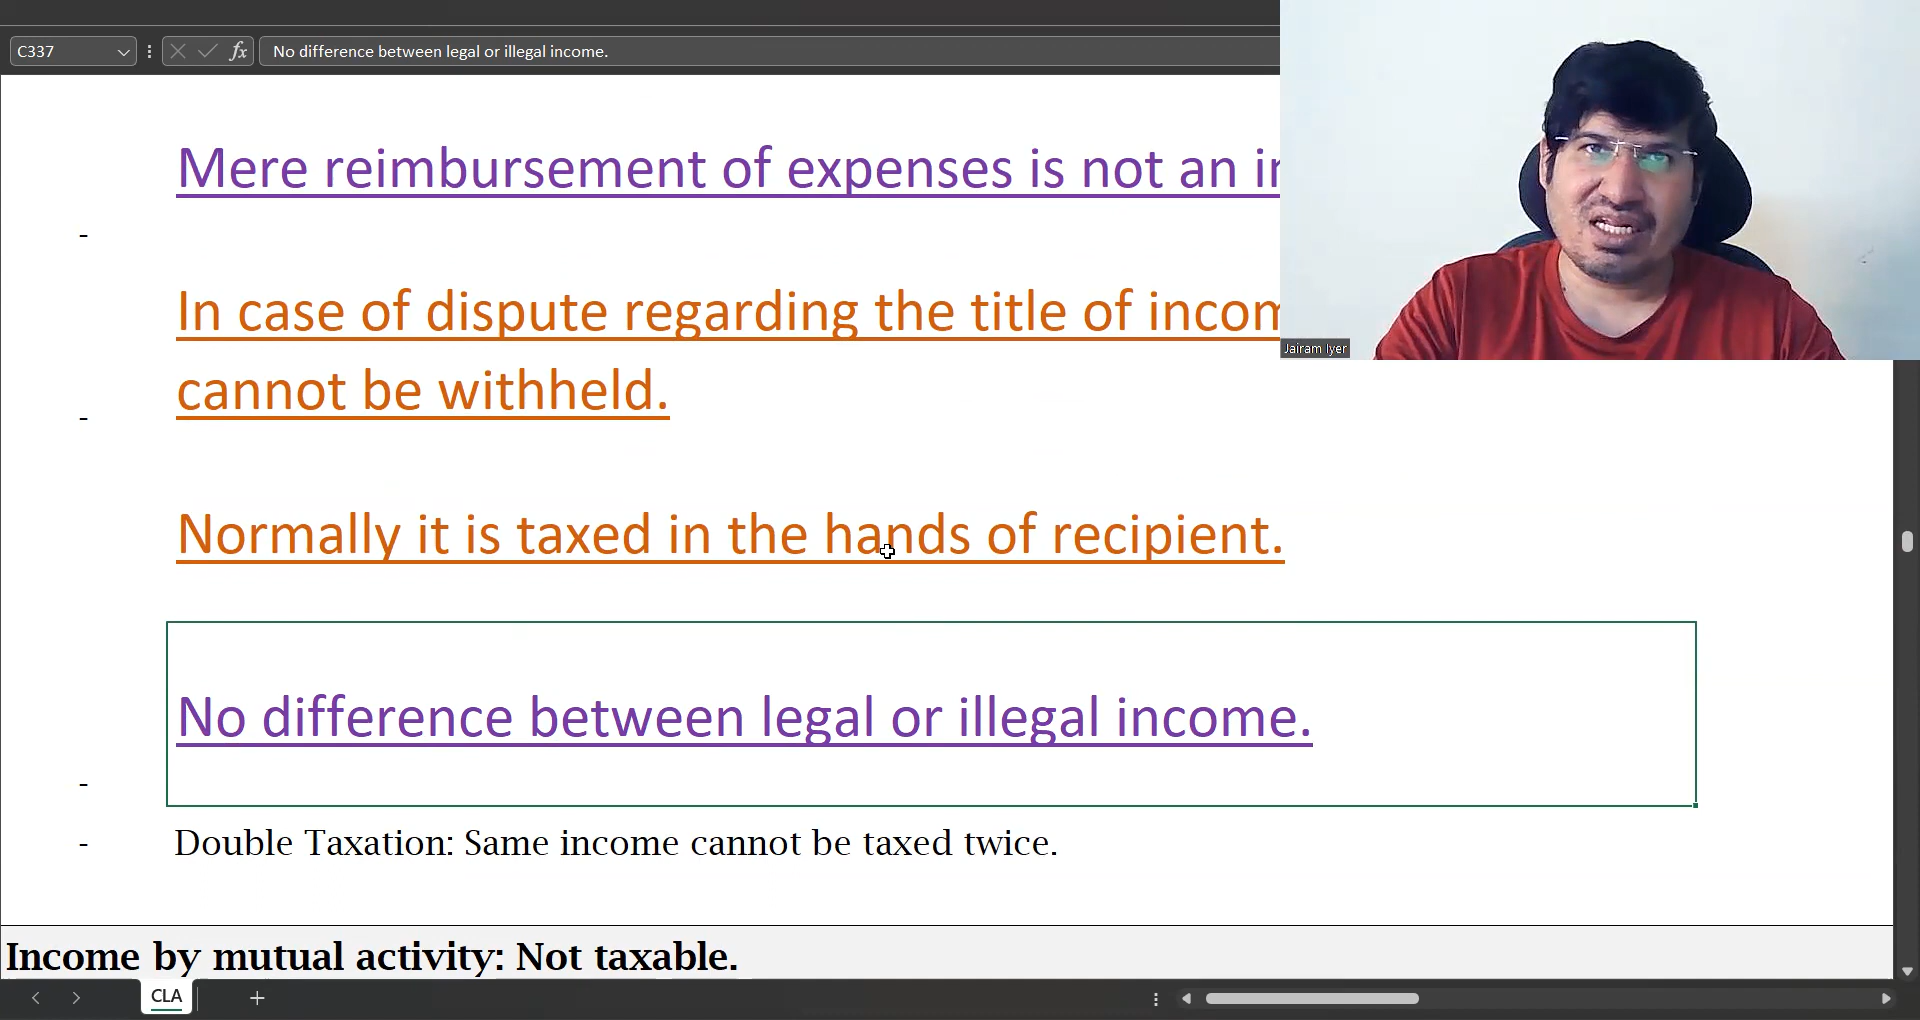 C337
fx
No difference between legal or illegal income.
Mere reimbursement of expenses is not an
-
In case of dispute regarding the title of
cannot be withheld.
-
Normally it is taxed in the hands of recipient.
No difference between legal or illegal income.
-
- Double Taxation: Same income cannot be taxed twice.
Income by mutual activity: Not taxable.
CLA
Jairam Iyer